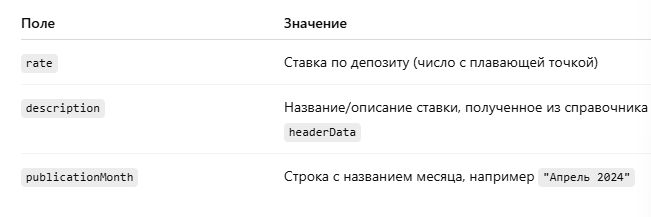 Поле Значение
rate Ставка по депозиту (число с плавающей точкой)
description Название/описание ставки, полученное из справочника
headerData
publicationMonth Строка с названием месяца, например "Апрель 2024"